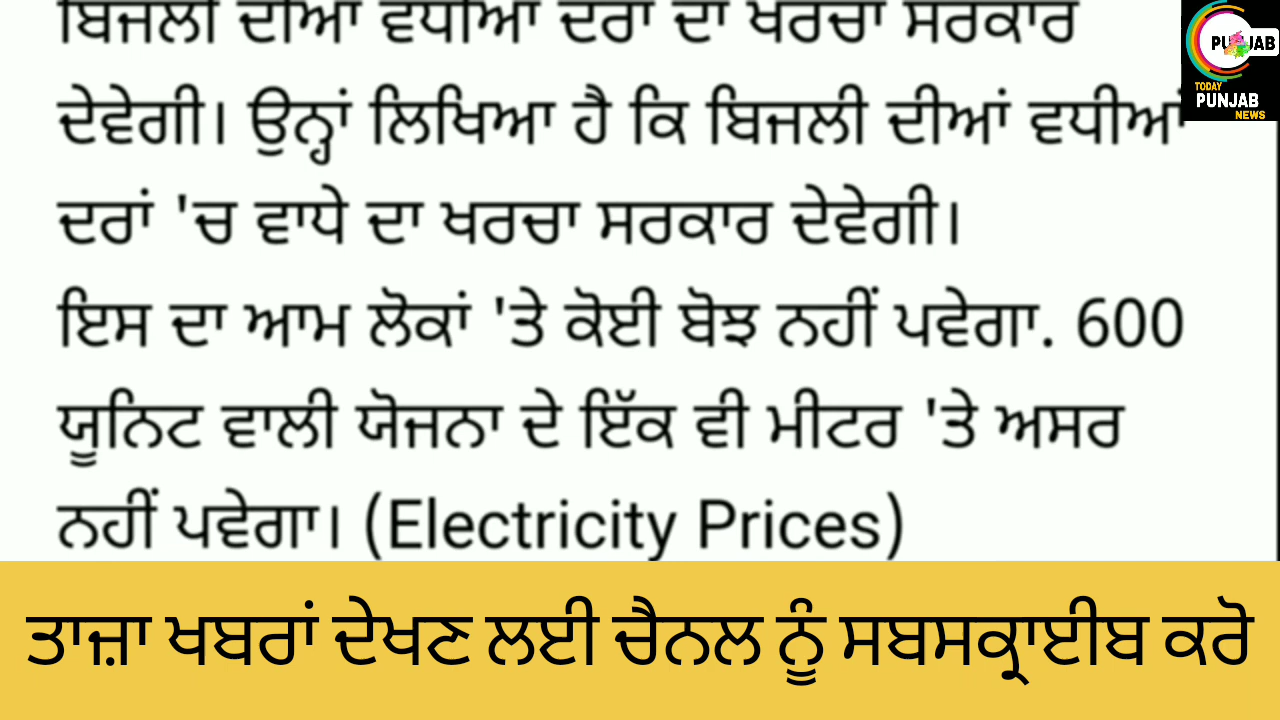 ਬਿਜਲੀ ਦੀਆਂ ਵਧੀਆਂ ਦਰਾਂ ਦਾ ਖਰਚਾ ਸਰਕਾਰ
ਦੇਵੇਗੀ। ਉਨ੍ਹਾਂ ਲਿਖਿਆ ਹੈ ਕਿ ਬਿਜਲੀ ਦੀਆਂ ਵਧੀਆਂ
ਦਰਾਂ 'ਚ ਵਾਧੇ ਦਾ ਖਰਚਾ ਸਰਕਾਰ ਦੇਵੇਗੀ।
ਇਸ ਦਾ ਆਮ ਲੋਕਾਂ 'ਤੇ ਕੋਈ ਬੋਝ ਨਹੀਂ ਪਵੇਗਾ. 600
ਯੂਨਿਟ ਵਾਲੀ ਯੋਜਨਾ ਦੇ ਇੱਕ ਵੀ ਮੀਟਰ 'ਤੇ ਅਸਰ
ਨਹੀਂ ਪਵੇਗਾ। (Electricity Prices)
ਤਾਜ਼ਾ ਖਬਰਾਂ ਦੇਖਣ ਲਈ ਚੈਨਲ ਨੂੰ ਸਬਸਕ੍ਰਾਈਬ ਕਰੋ
TODAY
PUNJAB
NEWS